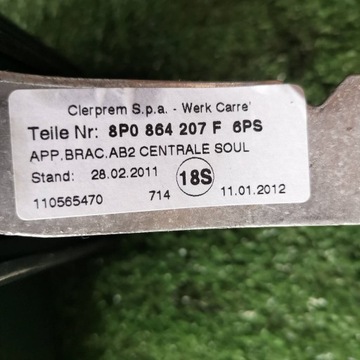 Clerprem S.p.a. - Werk Carre'
Teile Nr: 8P0 864 207 F 6PS
APP.BRAC.AB2 CENTRALE SOUL
Stand: 28.02.2011 18S
110565470 714 11.01.2012